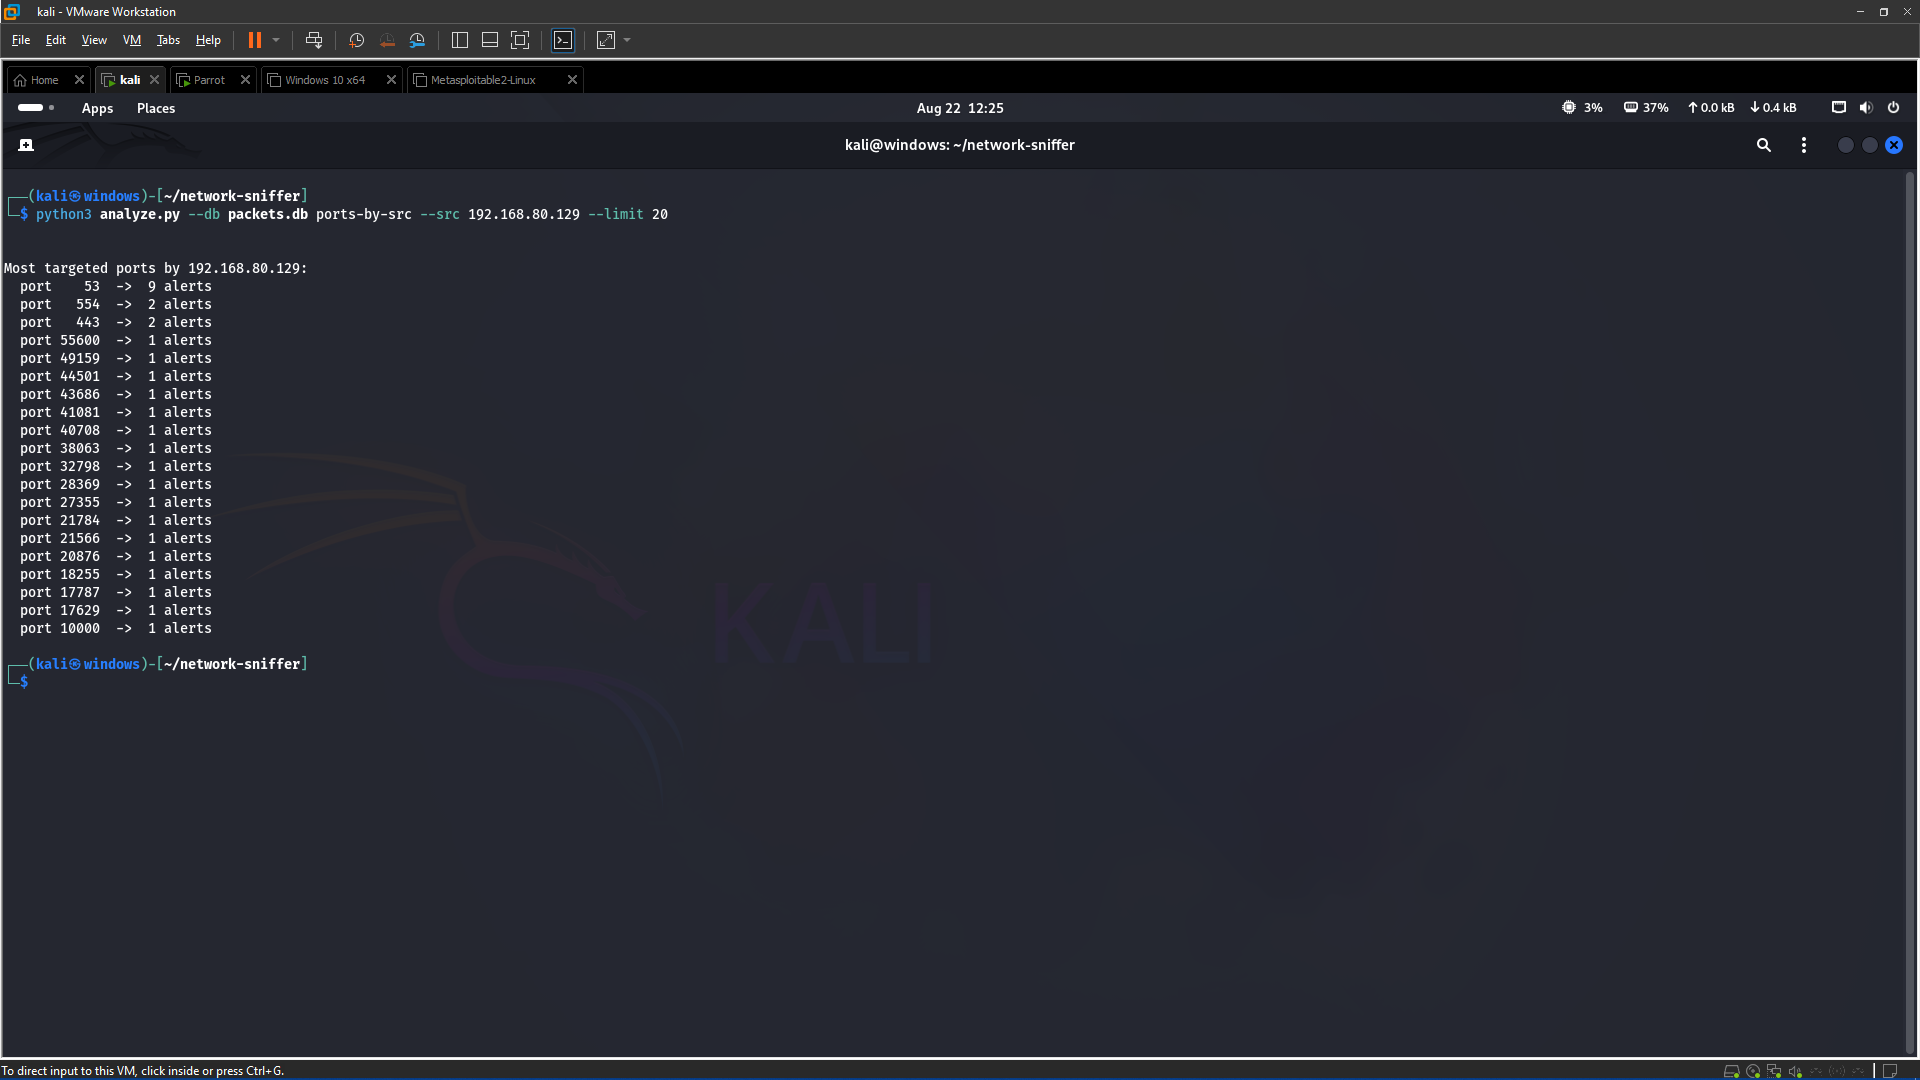 kali - VMware Workstation
File Edit View VM Tabs Help
Home kali Parrot Windows 10 x64 Metasploitable2-Linux
Apps Places Aug 22 12:25 3% 37% 0.0 kB 0.4 kB
kali@windows: ~/network-sniffer
┌──(kali㉿windows)-[~/network-sniffer]
└─$ python3 analyze.py --db packets.db ports-by-src --src 192.168.80.129 --limit 20
Most targeted ports by 192.168.80.129:
port    53  ->  9 alerts
port   554  ->  2 alerts
port   443  ->  2 alerts
port 55600  ->  1 alerts
port 49159  ->  1 alerts
port 44501  ->  1 alerts
port 43686  ->  1 alerts
port 41081  ->  1 alerts
port 40708  ->  1 alerts
port 38063  ->  1 alerts
port 32798  ->  1 alerts
port 28369  ->  1 alerts
port 27355  ->  1 alerts
port 21784  ->  1 alerts
port 21566  ->  1 alerts
port 20876  ->  1 alerts
port 18255  ->  1 alerts
port 17787  ->  1 alerts
port 17629  ->  1 alerts
port 10000  ->  1 alerts
KALI
┌──(kali㉿windows)-[~/network-sniffer]
└─$
To direct input to this VM, click inside or press Ctrl+G.